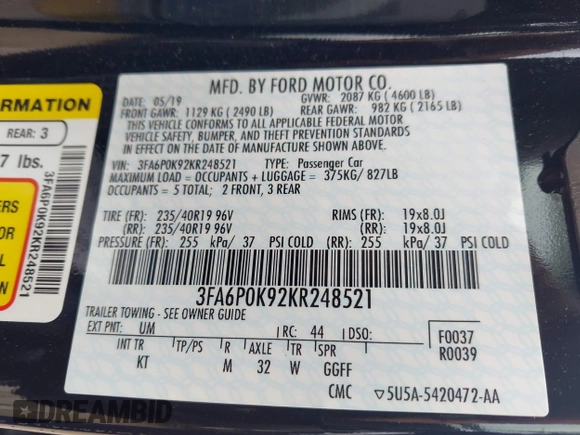 MFD. BY FORD MOTOR CO.
DATE: 05/19 GVWR: 2087 KG ( 4600 LB)
FRONT GAWR: 1129 KG ( 2490 LB) REAR GAWR: 982 KG ( 2165 LB)
THIS VEHICLE CONFORMS TO ALL APPLICABLE FEDERAL MOTOR
VEHICLE SAFETY, BUMPER, AND THEFT PREVENTION STANDARDS
IN EFFECT ON THE DATE OF MANUFACTURE SHOWN ABOVE.
VIN: 3FA6P0K92KR248521 TYPE: Passenger Car
MAXIMUM LOAD = OCCUPANTS + LUGGAGE = 375KG/ 827LB
OCCUPANTS = 5 TOTAL; 2 FRONT, 3 REAR
TIRE (FR): 235/40R19 96V RIMS (FR): 19x8.0J
(RR): 235/40R19 96V (RR): 19x8.0J
PRESSURE (FR): 255 kPa/ 37 PSI COLD (RR): 255 kPa/ 37 PSI COLD
3FA6P0K92KR248521
TRAILER TOWING - SEE OWNER GUIDE
EXT PNT: UM RC: 44 DSO: F0037
R0039
INT TR TP/PS R AXLE TR SPR
KT M 32 W GGFF
CMC ▽5U5A-5420472-AA
ORMATION
REAR: 3
7 lbs.
ERS
OR
AL
ON
3FA6P0K92KR248521
DREAMBID